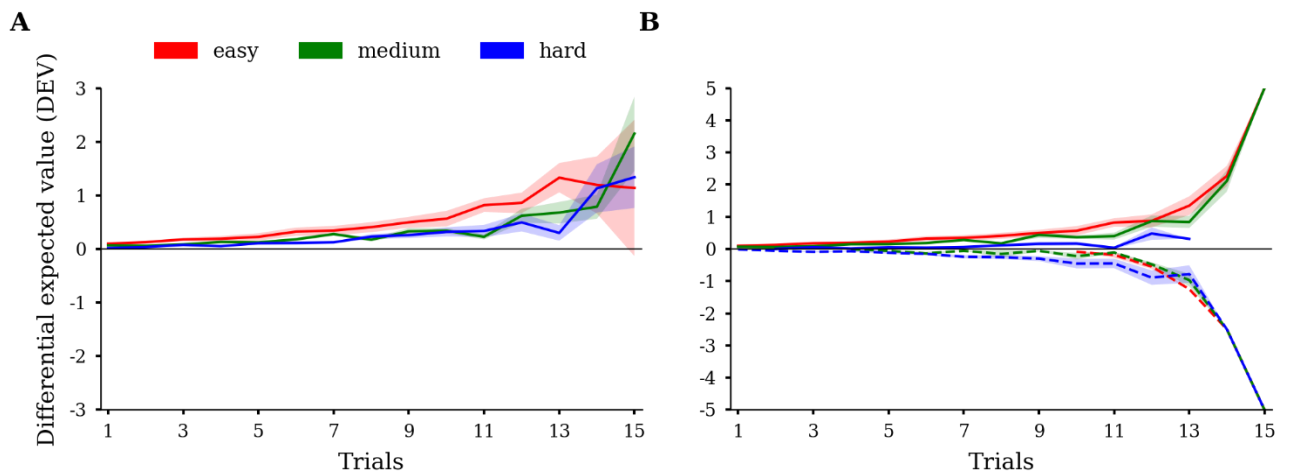 A
B
easy medium hard
Differential expected value (DEV)
3
2
1
0
-1
-2
-3
1 3 5 7 9 11 13 15
Trials
5
4
3
2
1
0
-1
-2
-3
-4
-5
1 3 5 7 9 11 13 15
Trials